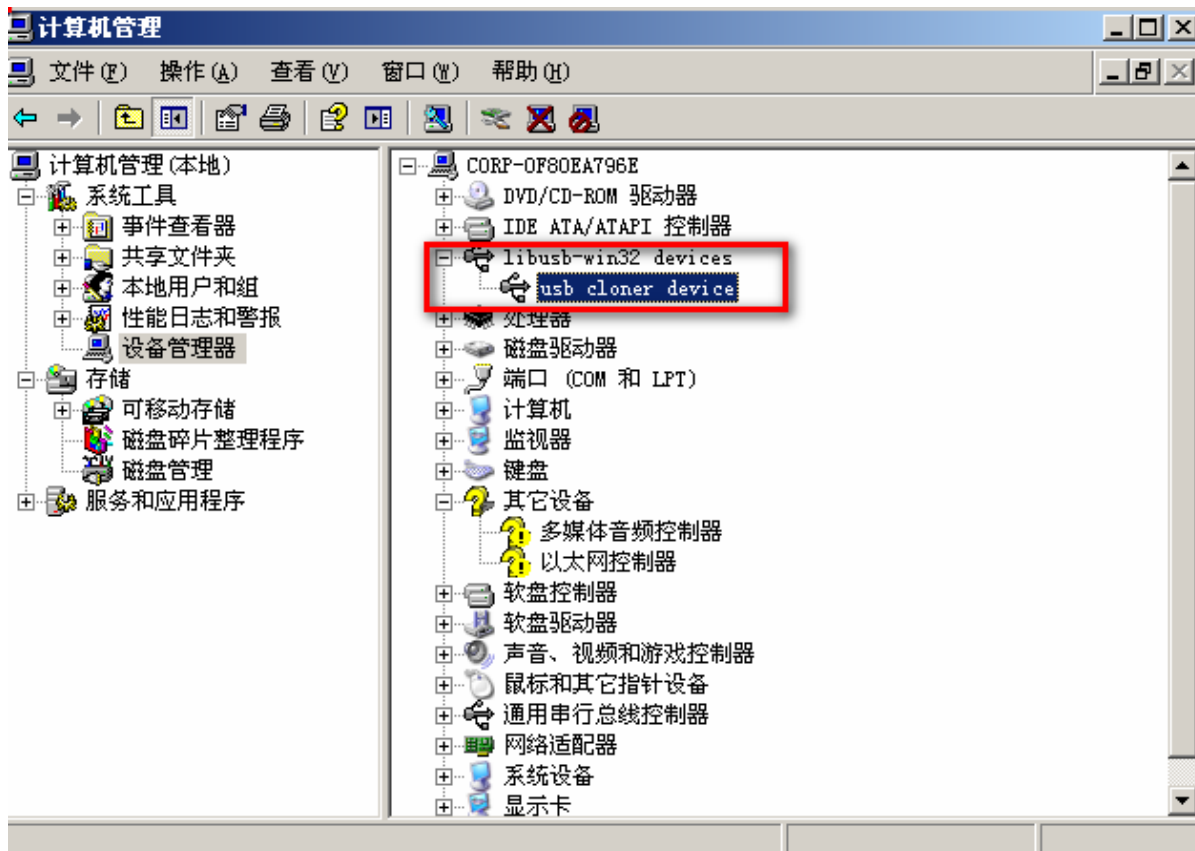 计算机管理
文件(F) 操作(A) 查看(V) 窗口(W) 帮助(H)
计算机管理(本地)
系统工具
事件查看器
共享文件夹
本地用户和组
性能日志和警报
设备管理器
存储
可移动存储
磁盘碎片整理程序
磁盘管理
服务和应用程序
CORP-0F80EA796E
DVD/CD-ROM 驱动器
IDE ATA/ATAPI 控制器
libusb-win32 devices
usb cloner device
处理器
磁盘驱动器
端口 (COM 和 LPT)
计算机
监视器
键盘
其它设备
多媒体音频控制器
以太网控制器
软盘控制器
软盘驱动器
声音、视频和游戏控制器
鼠标和其它指针设备
通用串行总线控制器
网络适配器
系统设备
显示卡